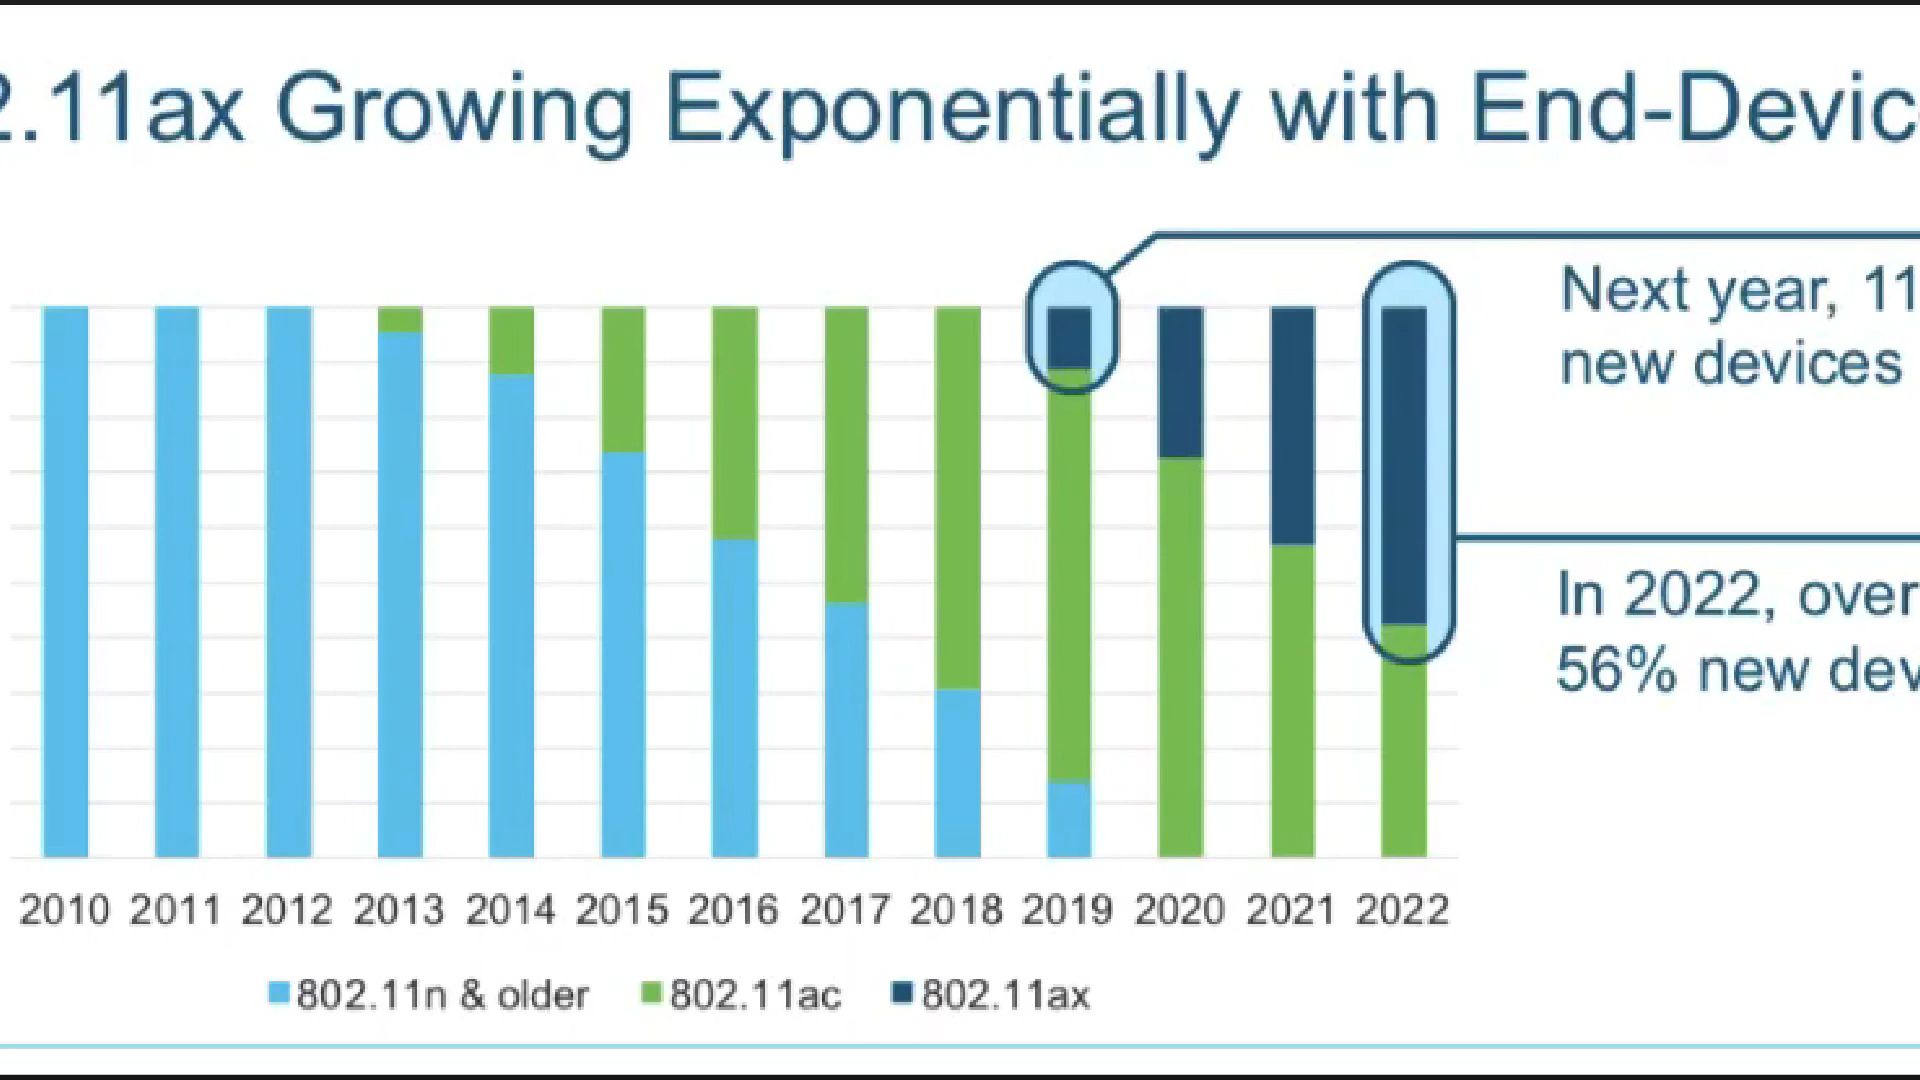 2.11ax Growing Exponentially with End-Devic
Next year, 11
new devices
In 2022, over
56% new dev
2010 2011 2012 2013 2014 2015 2016 2017 2018 2019 2020 2021 2022
802.11n & older 802.11ac 802.11ax